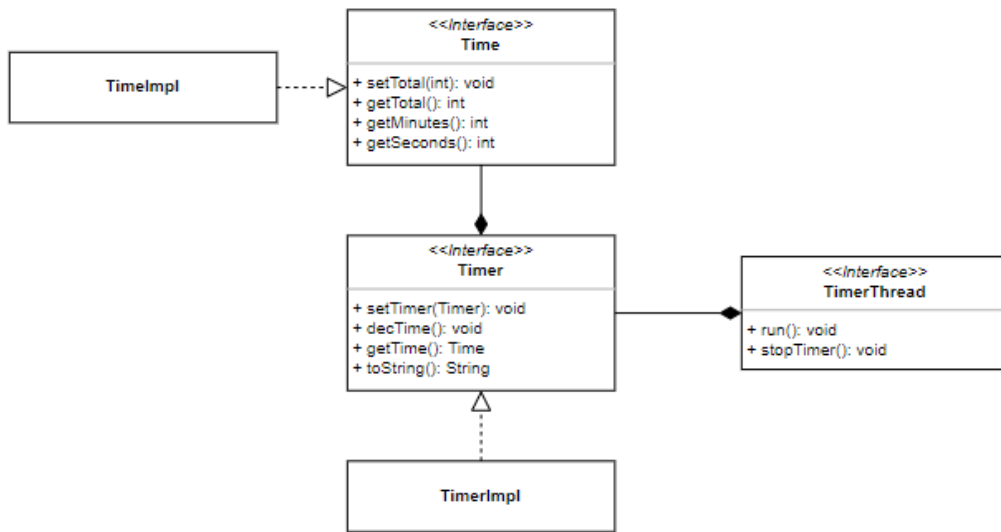 <<Interface>>
Time
+ setTotal(int): void
+ getTotal(): int
+ getMinutes(): int
+ getSeconds(): int
TimeImpl
<<Interface>>
Timer
+ setTimer(Timer): void
+ decTime(): void
+ getTime(): Time
+ toString(): String
<<Interface>>
TimerThread
+ run(): void
+ stopTimer(): void
TimerImpl